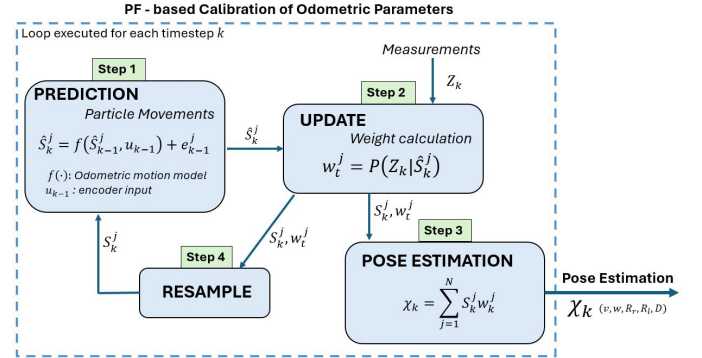 PF - based Calibration of Odometric Parameters
Loop executed for each timestep k
Measurements
Z_k
Step 1
PREDICTION
Particle Movements
Ŝ_k^j = f(Ŝ_{k-1}^j, u_{k-1}) + e_{k-1}^j
f(·): Odometric motion model
u_{k-1} : encoder input
Ŝ_k^j
Step 2
UPDATE
Weight calculation
w_t^j = P(Z_k|Ŝ_k^j)
S_k^j, w_t^j
S_k^j, w_t^j
S_k^j
Step 3
POSE ESTIMATION
χ_k = \sum_{j=1}^{N} S_k^j w_k^j
Step 4
RESAMPLE
Pose Estimation
χ_k (v, w, R_r, R_l, D)